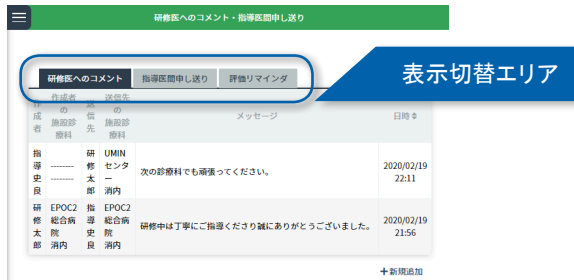 研修医へのコメント・指導医間申し送り
表示切替エリア
研修医へのコメント 指導医間申し送り 評価リマインダ
作成者 作成者の施設診療科 送信先 送信先の施設診療科 メッセージ 日時
指導史良 -------- -------- 研修太郎 UMINセンター消内 次の診療科でも頑張ってください。 2020/02/19 22:11
研修太郎 EPOC2総合病院消内 指導史良 EPOC2総合病院消内 研修中は丁寧にご指導くださり誠にありがとうございました。 2020/02/19 21:56
+新規追加